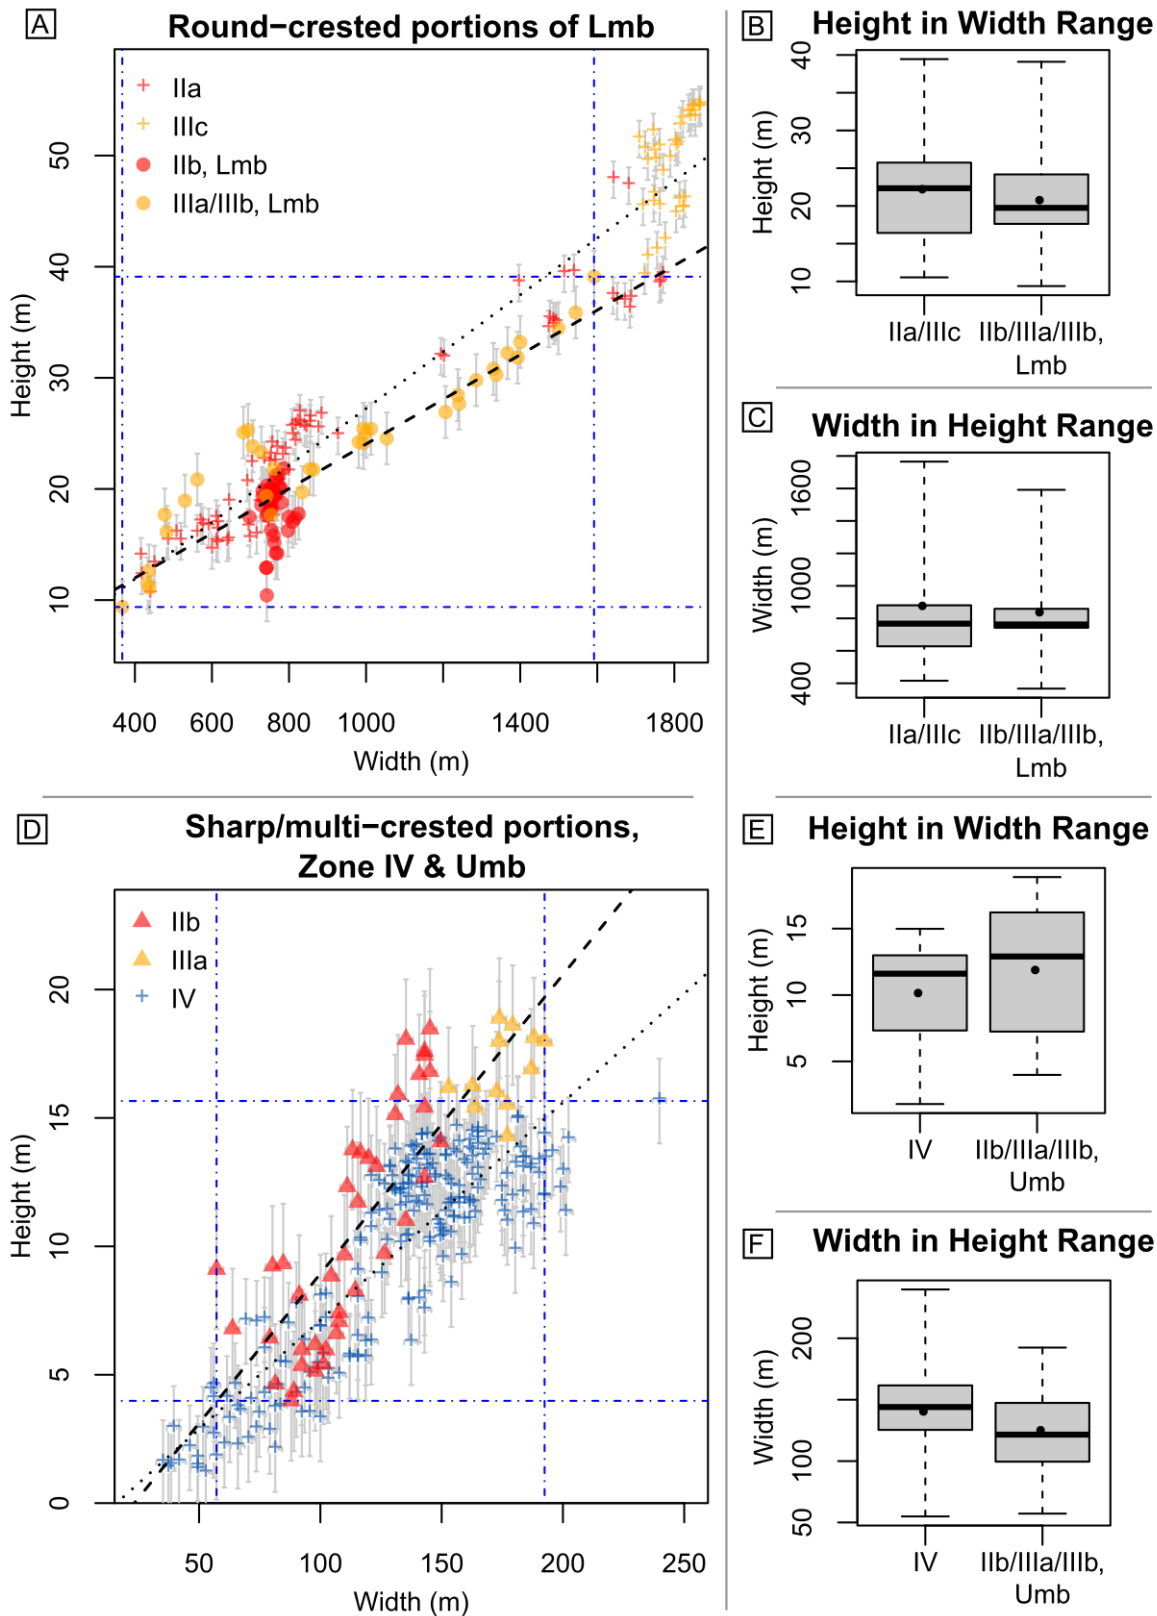 A
Round−crested portions of Lmb
IIa
IIIc
IIb, Lmb
IIIa/IIIb, Lmb
Height (m)
50
40
30
20
10
400 600 800 1000 1400 1800
Width (m)
B
Height in Width Range
Height (m)
40
30
20
10
IIa/IIIc IIb/IIIa/IIIb,
Lmb
C
Width in Height Range
Width (m)
1600
1000
400
IIa/IIIc IIb/IIIa/IIIb,
Lmb
D
Sharp/multi−crested portions,
Zone IV & Umb
IIb
IIIa
IV
Height (m)
20
15
10
5
0
50 100 150 200 250
Width (m)
E
Height in Width Range
Height (m)
15
10
5
IV IIb/IIIa/IIIb,
Umb
F
Width in Height Range
Width (m)
200
100
50
IV IIb/IIIa/IIIb,
Umb